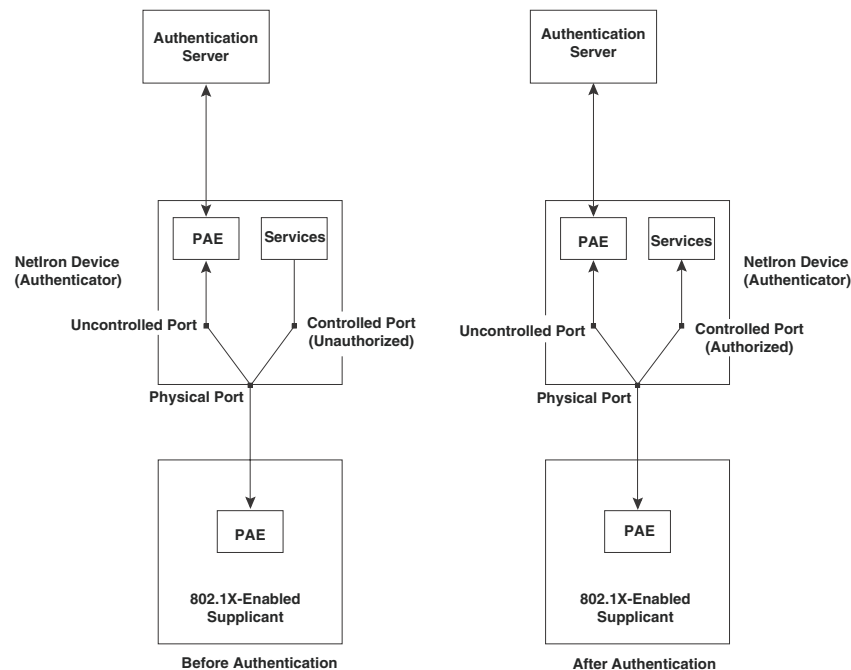 Authentication
Server
PAE
Services
NetIron Device
(Authenticator)
Uncontrolled Port
Controlled Port
(Unauthorized)
Physical Port
PAE
802.1X-Enabled
Supplicant
Before Authentication
Authentication
Server
PAE
Services
NetIron Device
(Authenticator)
Uncontrolled Port
Controlled Port
(Authorized)
Physical Port
PAE
802.1X-Enabled
Supplicant
After Authentication